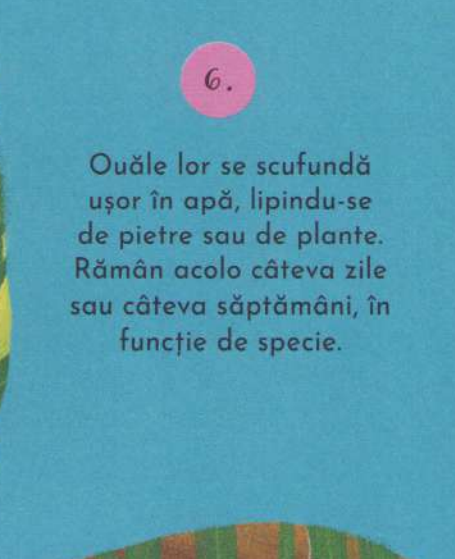 6.
Ouăle lor se scufundă
ușor în apă, lipindu-se
de pietre sau de plante.
Rămân acolo câteva zile
sau câteva săptămâni, în
funcție de specie.